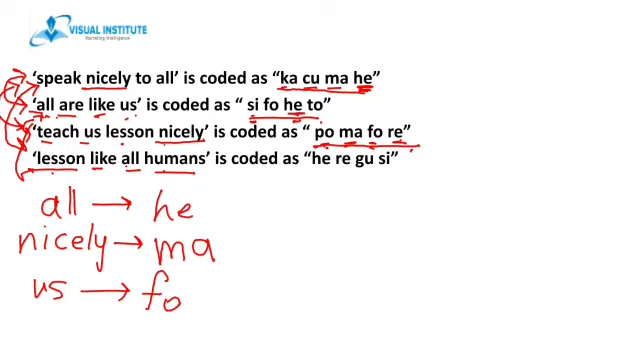 VISUAL INSTITUTE
Narrating Intelligence
‘speak nicely to all’ is coded as “ka cu ma he”
‘all are like us’ is coded as “ si fo he to”
‘teach us lesson nicely’ is coded as “ po ma fo re”
‘lesson like all humans’ is coded as “he re gu si”
all → he
nicely → ma
us → fo